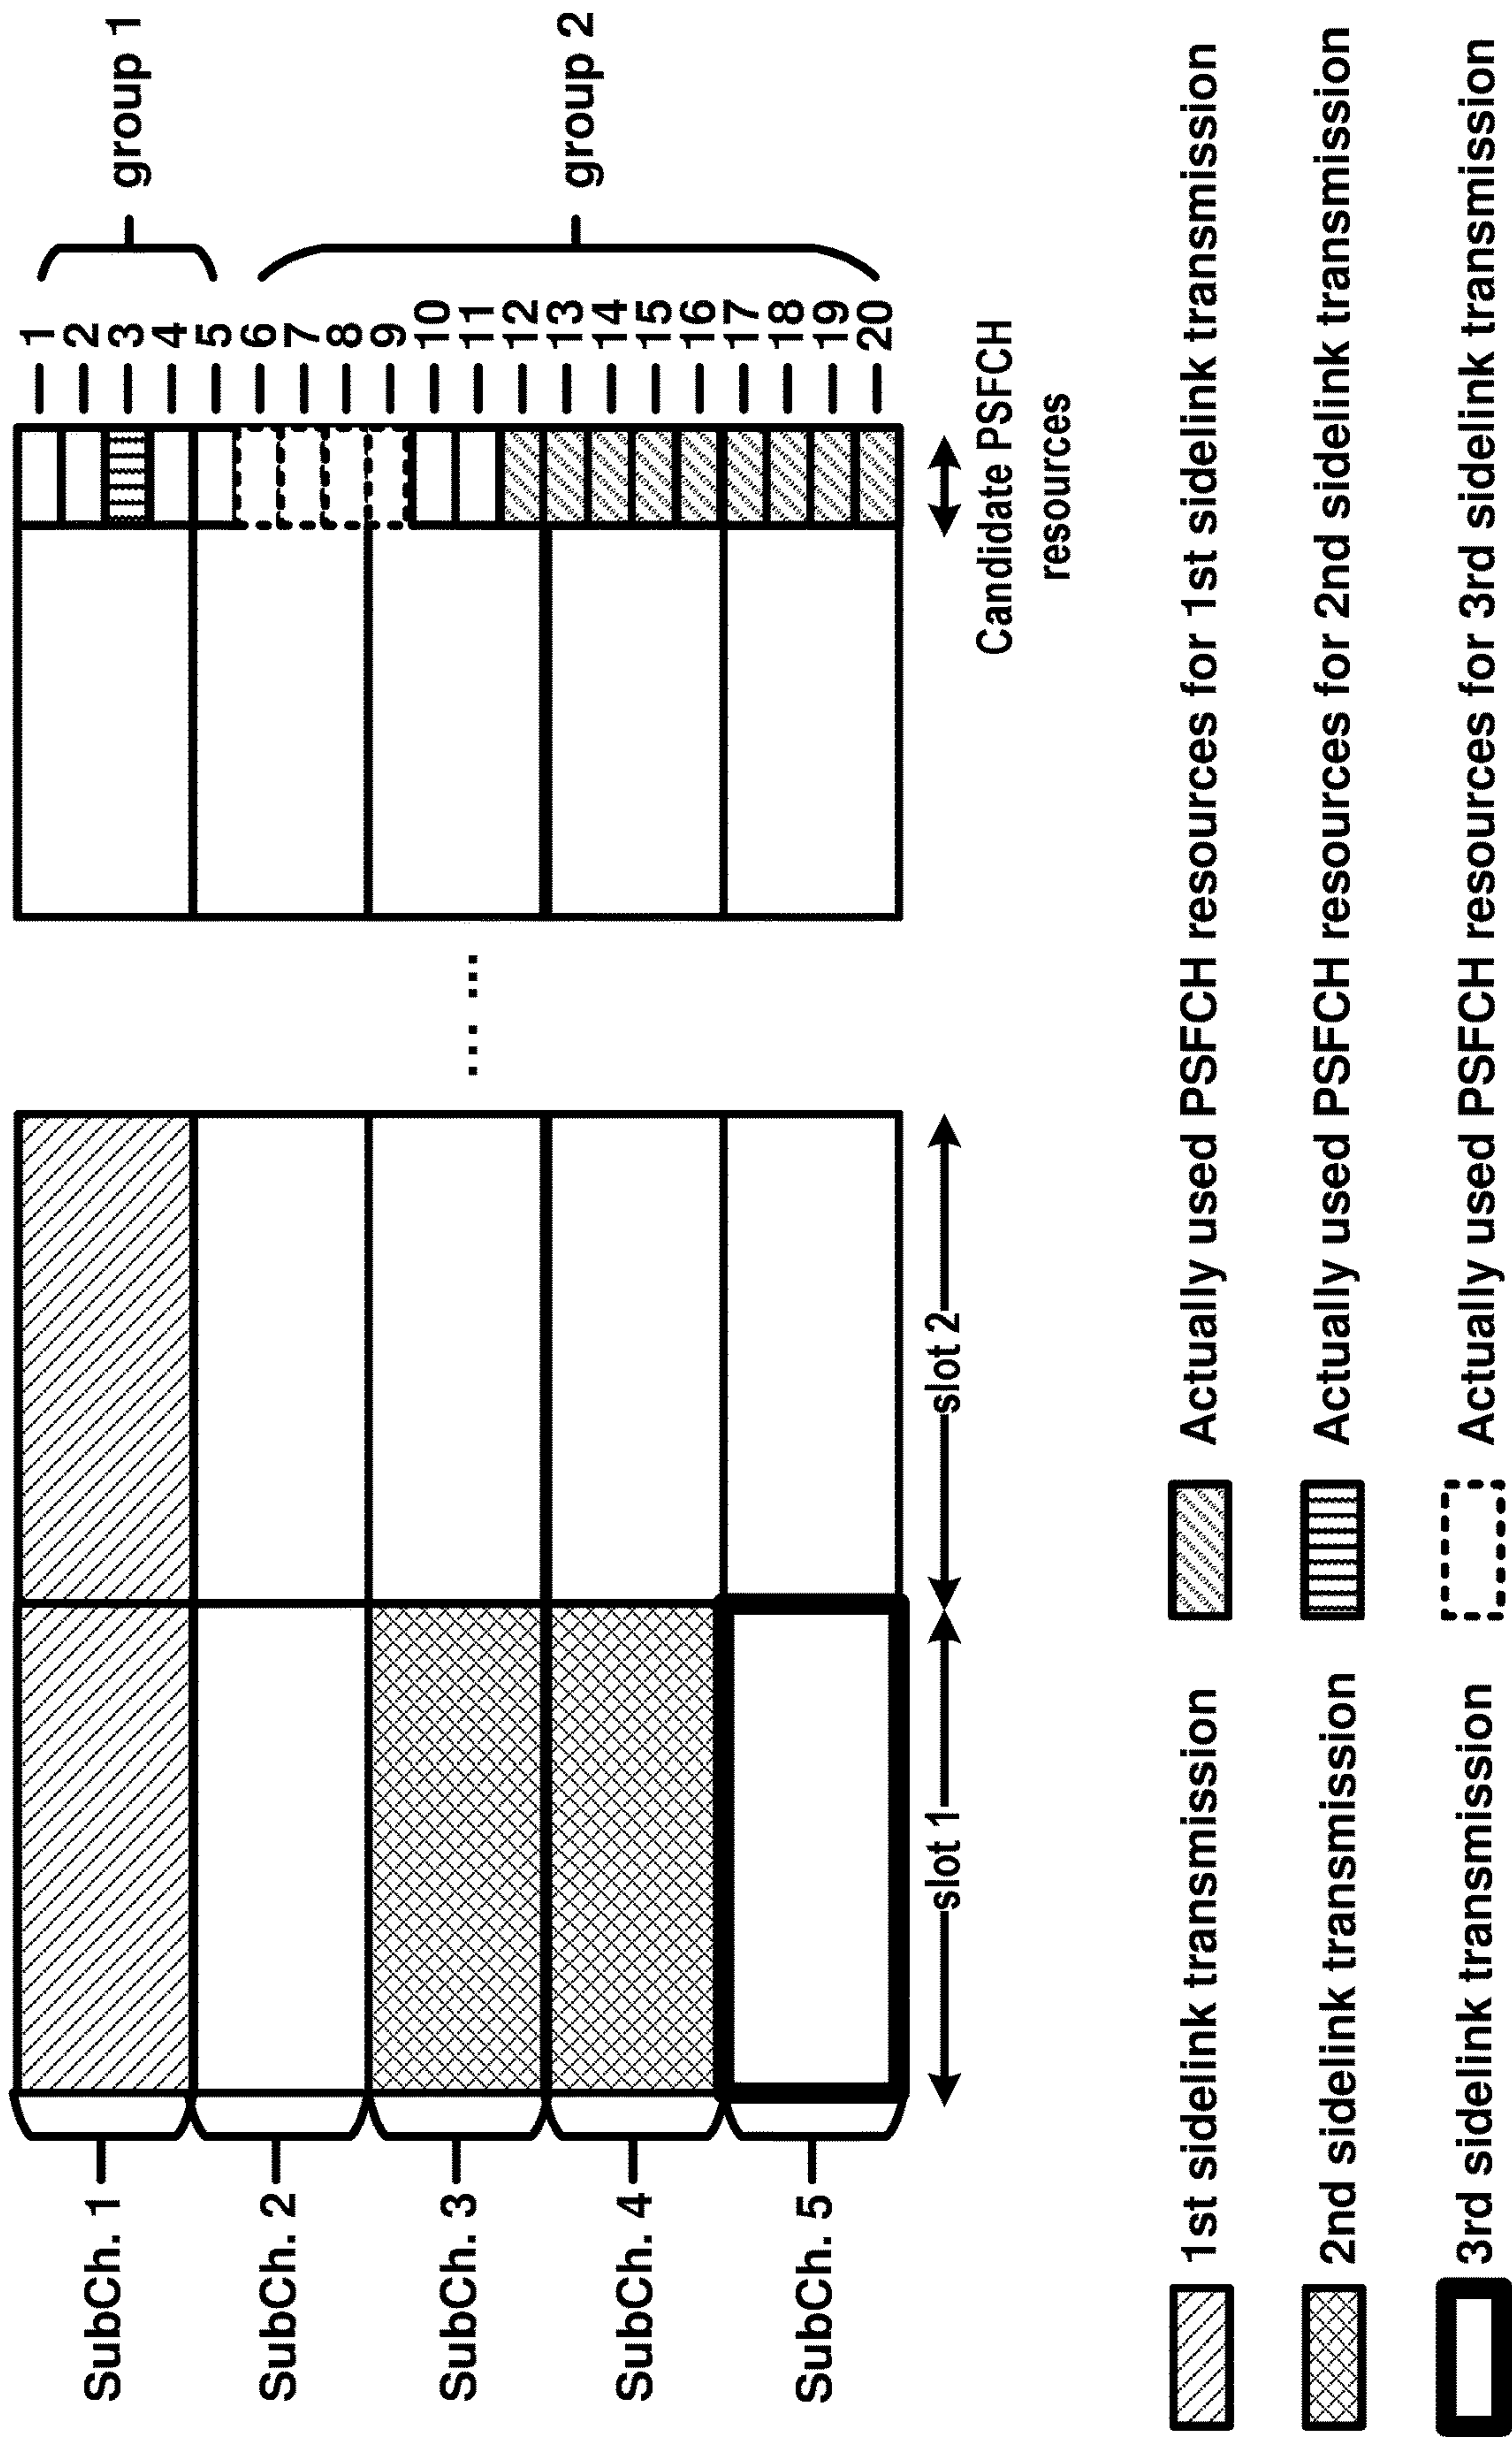 SubCh. 1
SubCh. 2
SubCh. 3
SubCh. 4
SubCh. 5
slot 1
slot 2
... ...
1
2
3
4
5
6
7
8
9
10
11
12
13
14
15
16
17
18
19
20
group 1
group 2
Candidate PSFCH
resources
1st sidelink transmission
Actually used PSFCH resources for 1st sidelink transmission
2nd sidelink transmission
Actually used PSFCH resources for 2nd sidelink transmission
3rd sidelink transmission
Actually used PSFCH resources for 3rd sidelink transmission